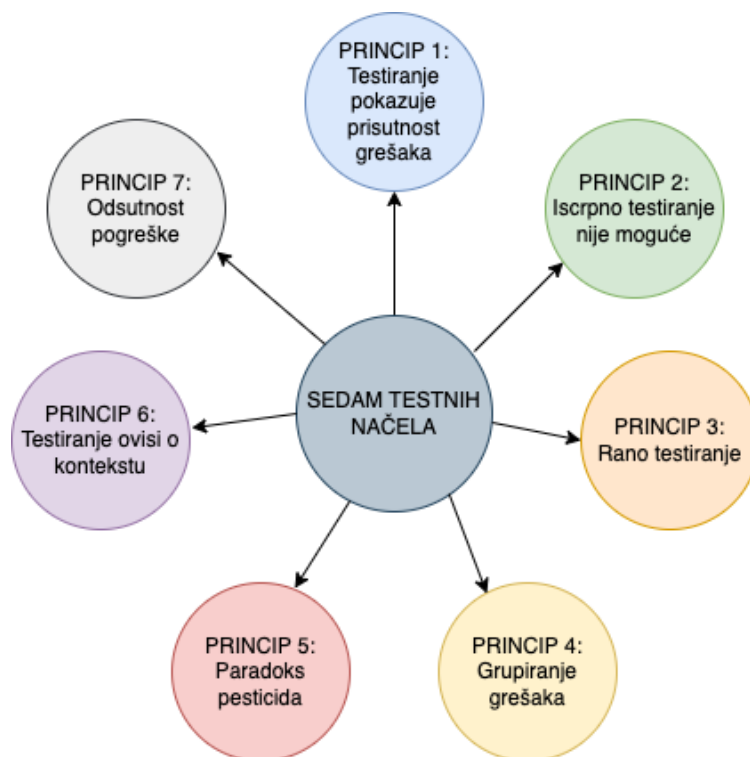 PRINCIP 1:
Testiranje
pokazuje
prisutnost
grešaka
PRINCIP 2:
Iscrpno testiranje
nije moguće
PRINCIP 3:
Rano testiranje
PRINCIP 4:
Grupiranje
grešaka
PRINCIP 5:
Paradoks
pesticida
PRINCIP 6:
Testiranje ovisi o
kontekstu
PRINCIP 7:
Odsutnost
pogreške
SEDAM TESTNIH
NAČELA